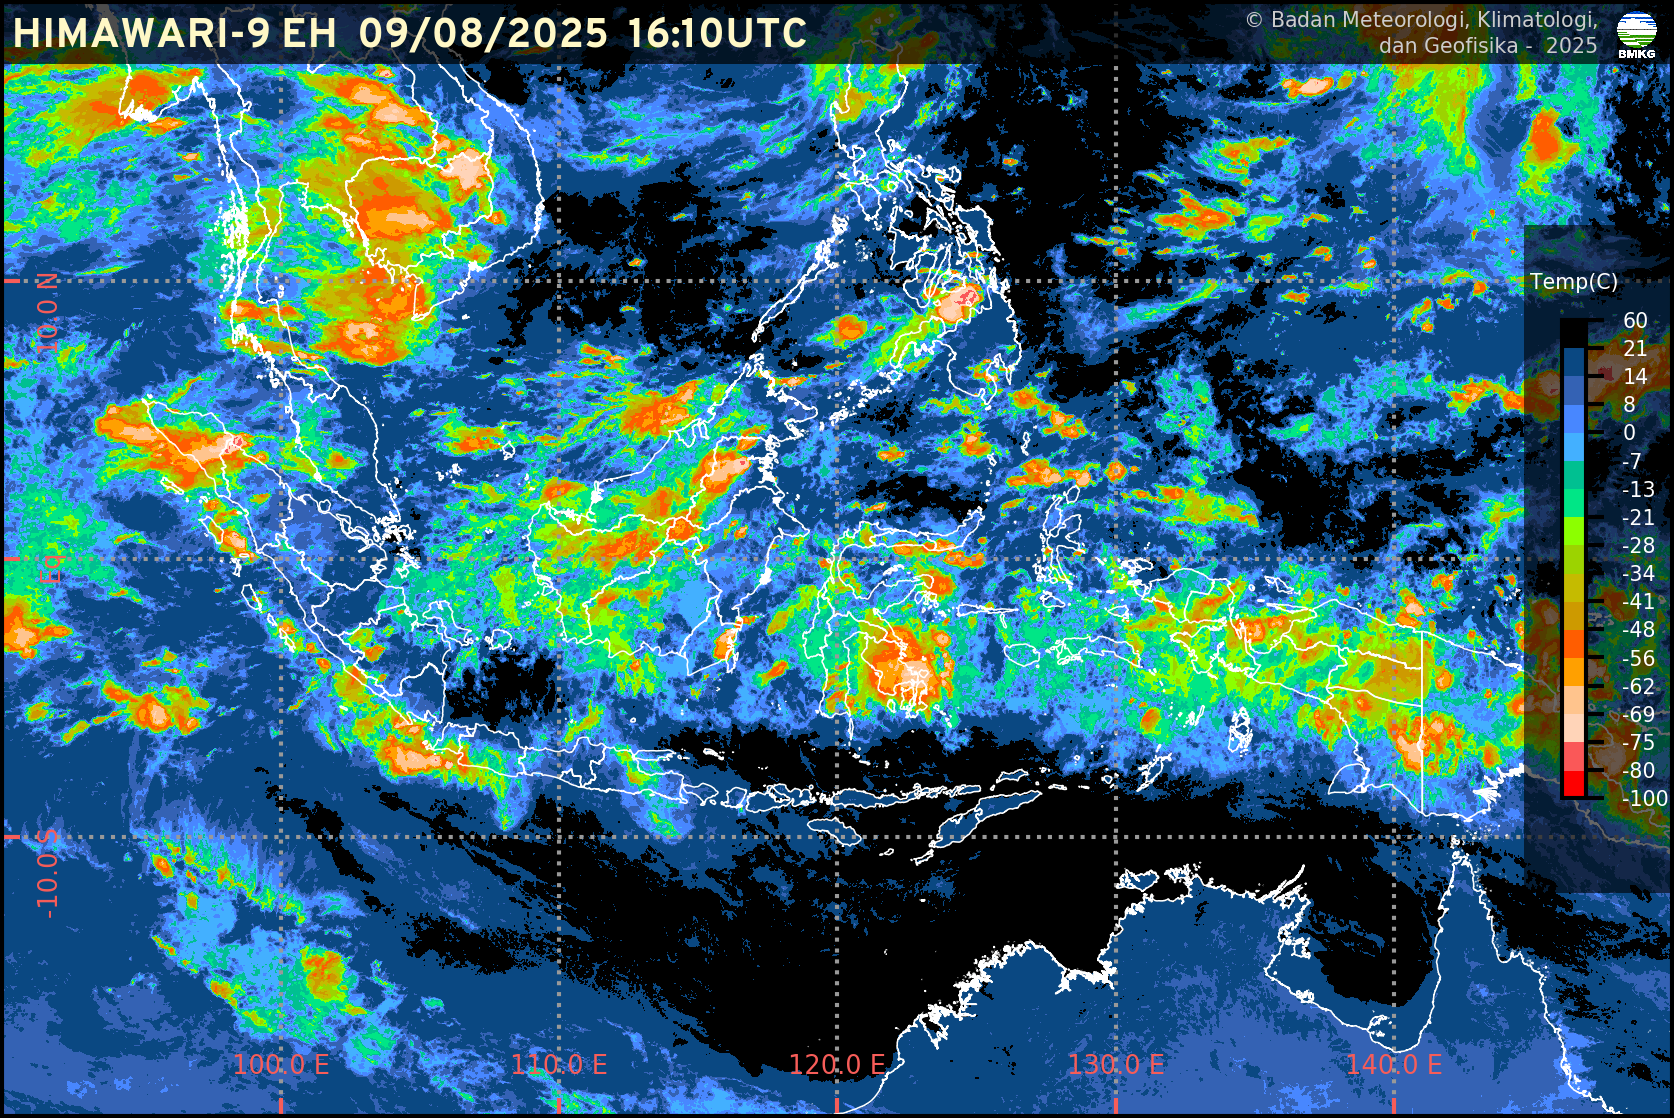 HIMAWARI-9 EH 09/08/2025 16:10UTC
© Badan Meteorologi, Klimatologi,
dan Geofisika - 2025
BMKG
10.0 N
Eq
-10.0 S
Temp(C)
60
21
14
8
0
-7
-13
-21
-28
-34
-41
-48
-56
-62
-69
-75
-80
-100
100.0 E
110.0 E
120.0 E
130.0 E
140.0 E